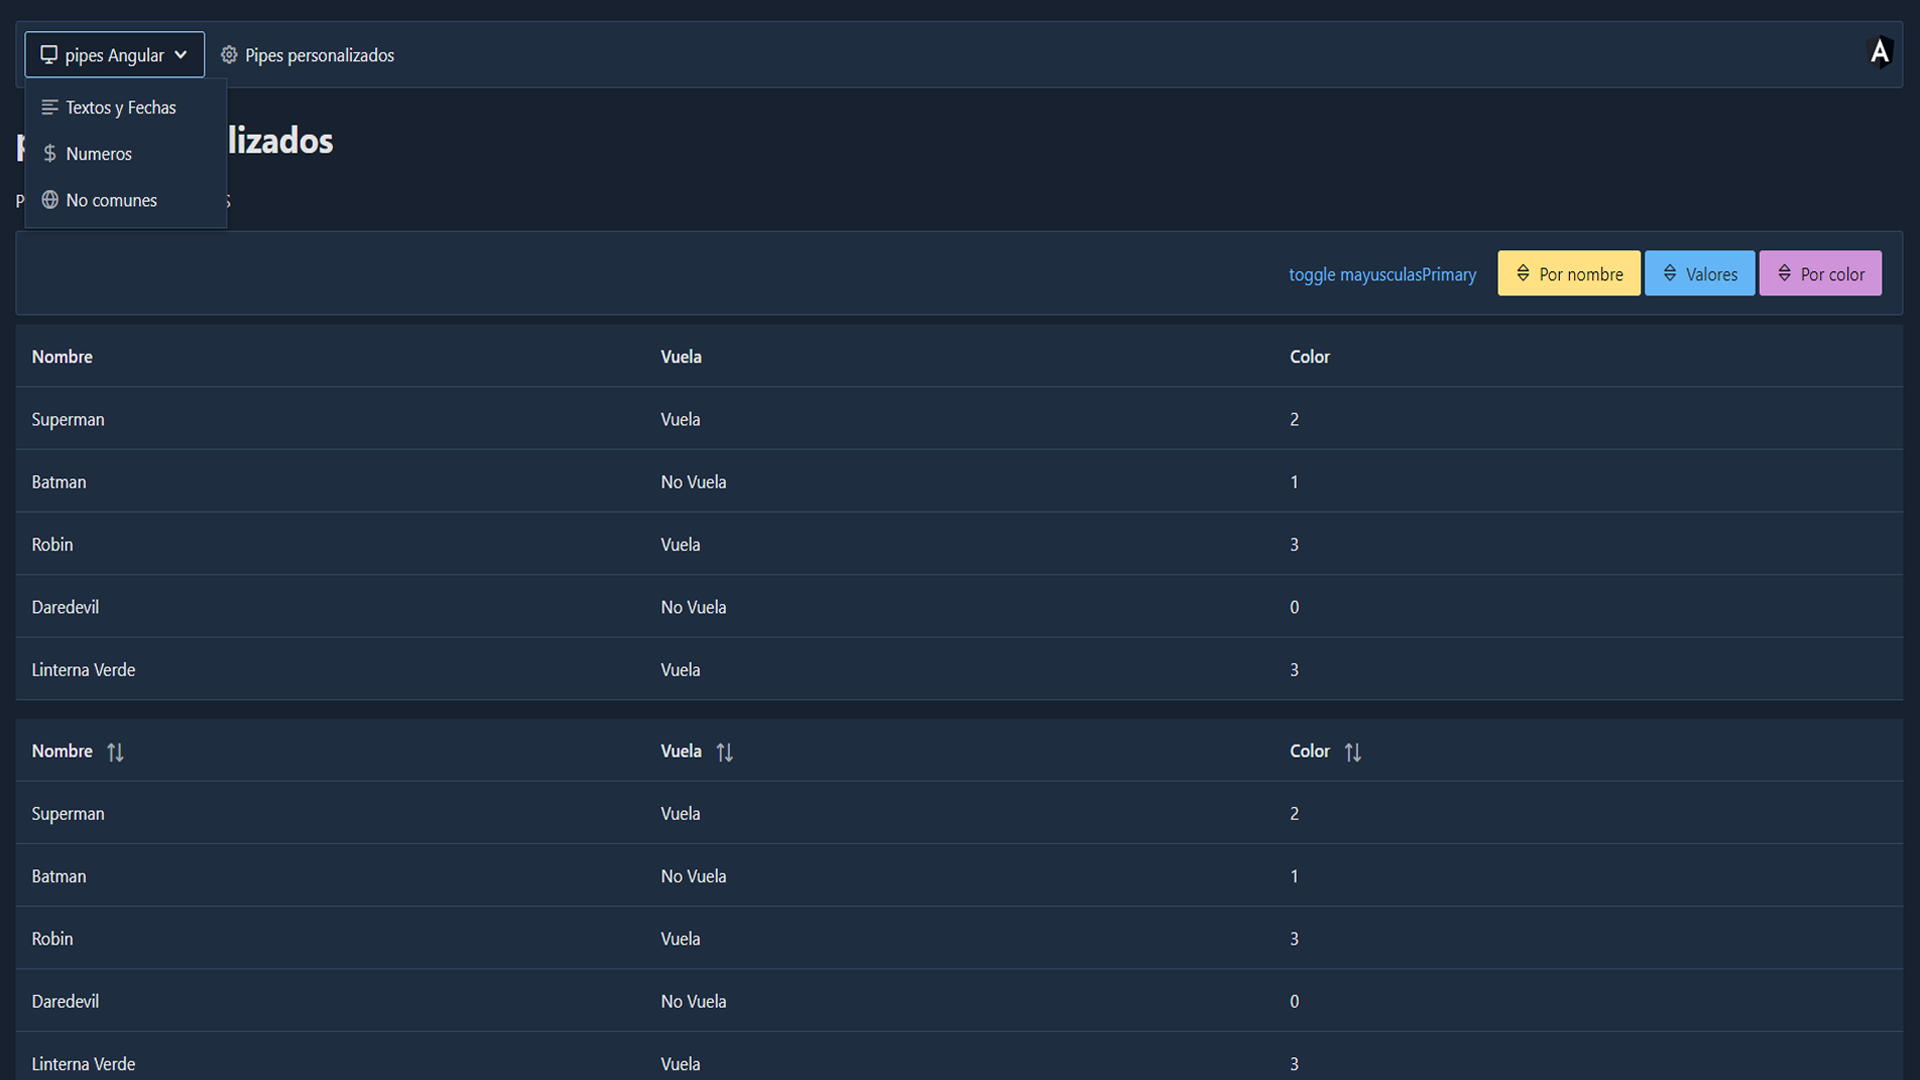 pipes Angular Pipes personalizados
Textos y Fechas
Numeros
No comunes
lizados
toggle mayusculasPrimary Por nombre Valores Por color
Nombre Vuela Color
Superman Vuela 2
Batman No Vuela 1
Robin Vuela 3
Daredevil No Vuela 0
Linterna Verde Vuela 3
Nombre Vuela Color
Superman Vuela 2
Batman No Vuela 1
Robin Vuela 3
Daredevil No Vuela 0
Linterna Verde Vuela 3